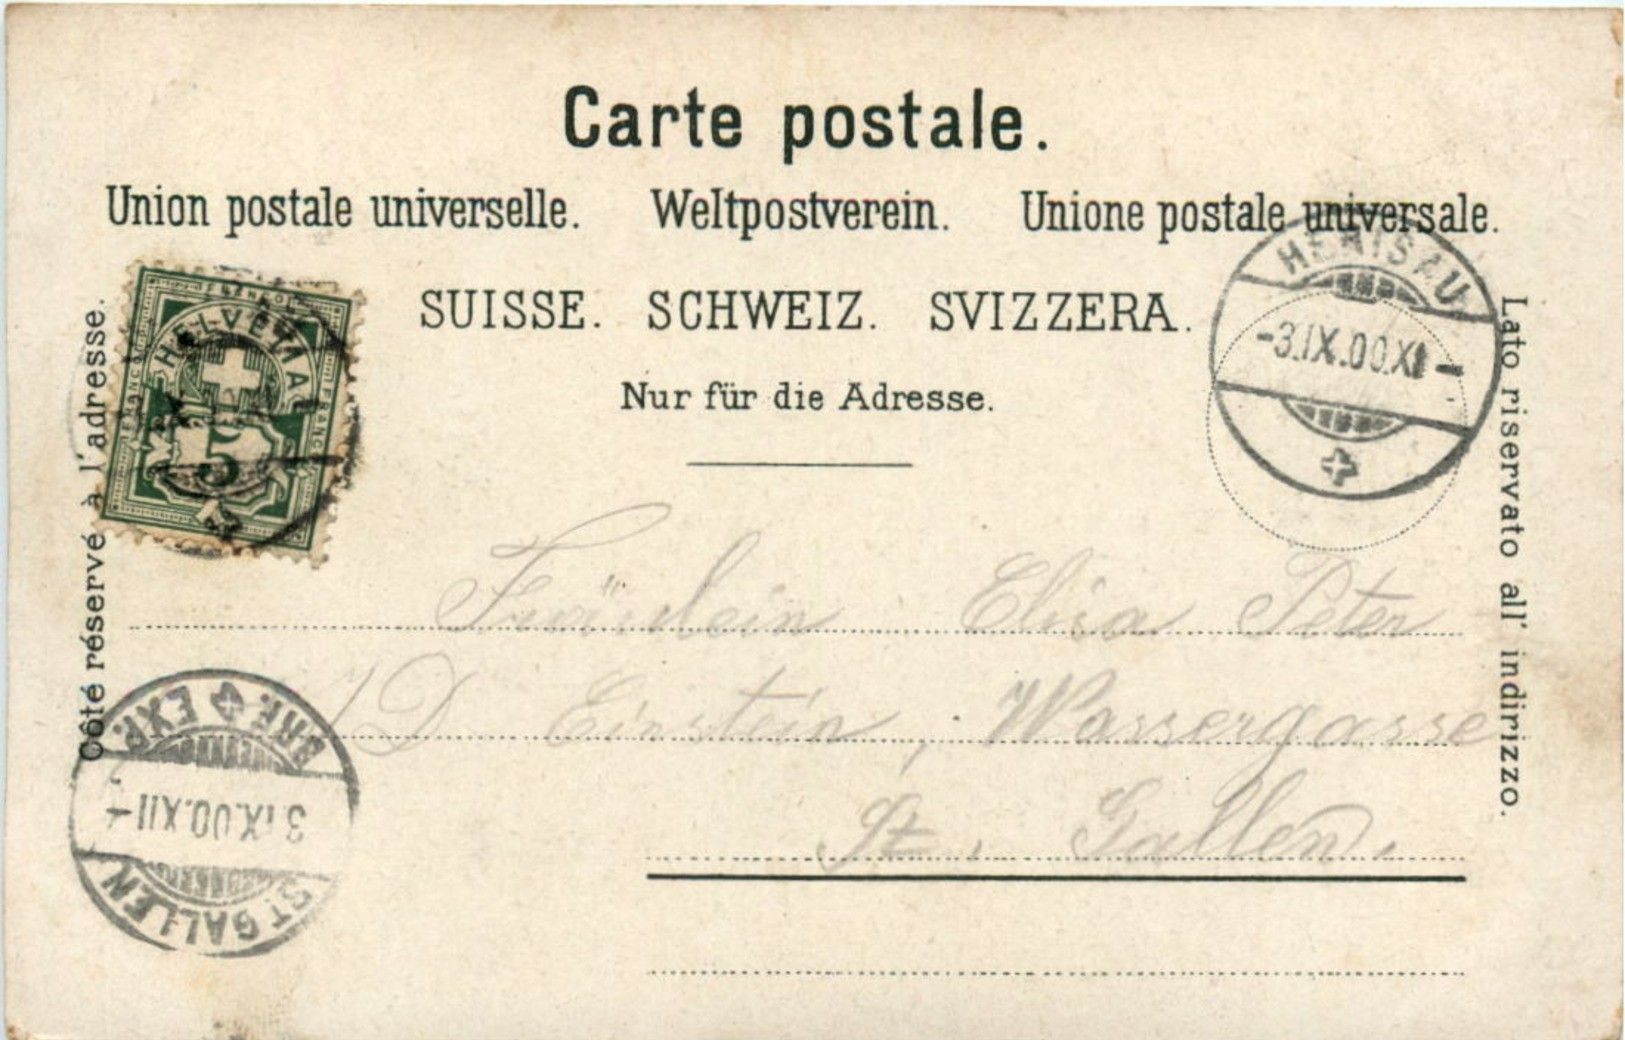 Carte postale.
Union postale universelle. Weltpostverein. Unione postale universale.
SUISSE. SCHWEIZ. SVIZZERA.
Nur für die Adresse.
Côté réservé à l'adresse.
Lato riservato all' indirizzo.
HELVETIA
FRANCO
5
HERISAU
-3.IX.00.XI-
Fräulein Elisa Peter
D Einstein, Wassergasse
St. Gallen.
BRF. EXP.
3.IX.00.XII-
ST GALLEN